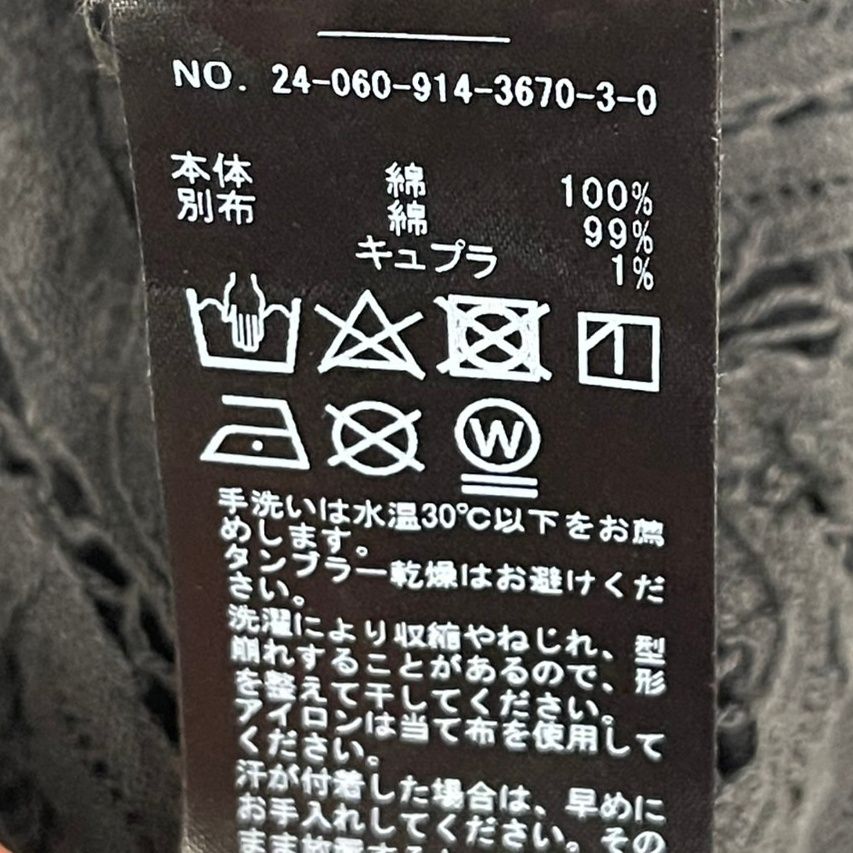 NO. 24-060-914-3670-3-0
本体 綿 100%
別布 綿 99%
キュプラ 1%
W
手洗いは水温30℃以下をお薦
めします。
タンブラー乾燥はお避けくだ
さい。
洗濯により収縮やねじれ、型
崩れすることがあるので、形
を整えて干してください。
アイロンは当て布を使用して
ください。
汗が付着した場合は、早めに
お手入れしてください。その
まま放置する